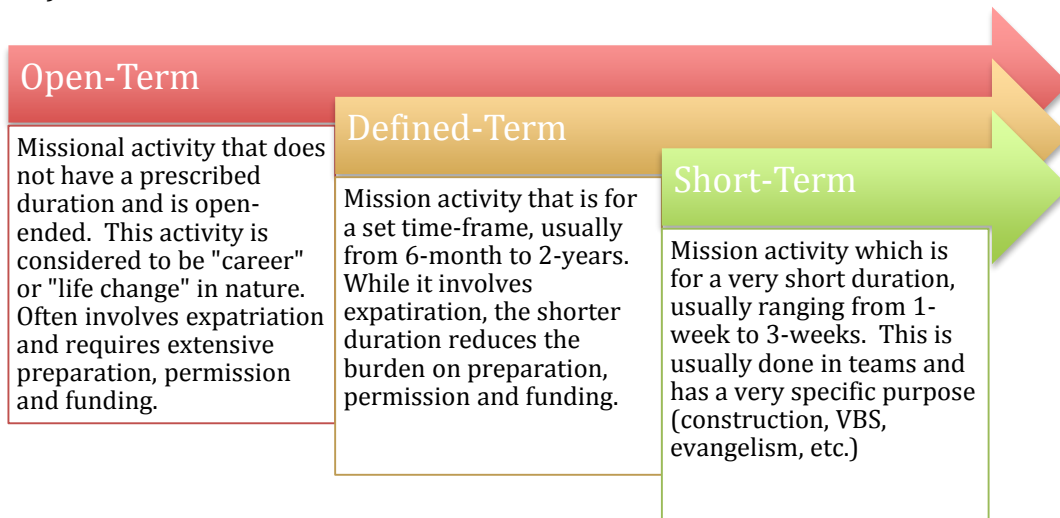 Open-Term
Missional activity that does
not have a prescribed
duration and is open-
ended.  This activity is
considered to be "career"
or "life change" in nature.
Often involves expatriation
and requires extensive
preparation, permission
and funding.
Defined-Term
Mission activity that is for
a set time-frame, usually
from 6-month to 2-years.
While it involves
expatiration, the shorter
duration reduces the
burden on preparation,
permission and funding.
Short-Term
Mission activity which is
for a very short duration,
usually ranging from 1-
week to 3-weeks.  This is
usually done in teams and
has a very specific purpose
(construction, VBS,
evangelism, etc.)